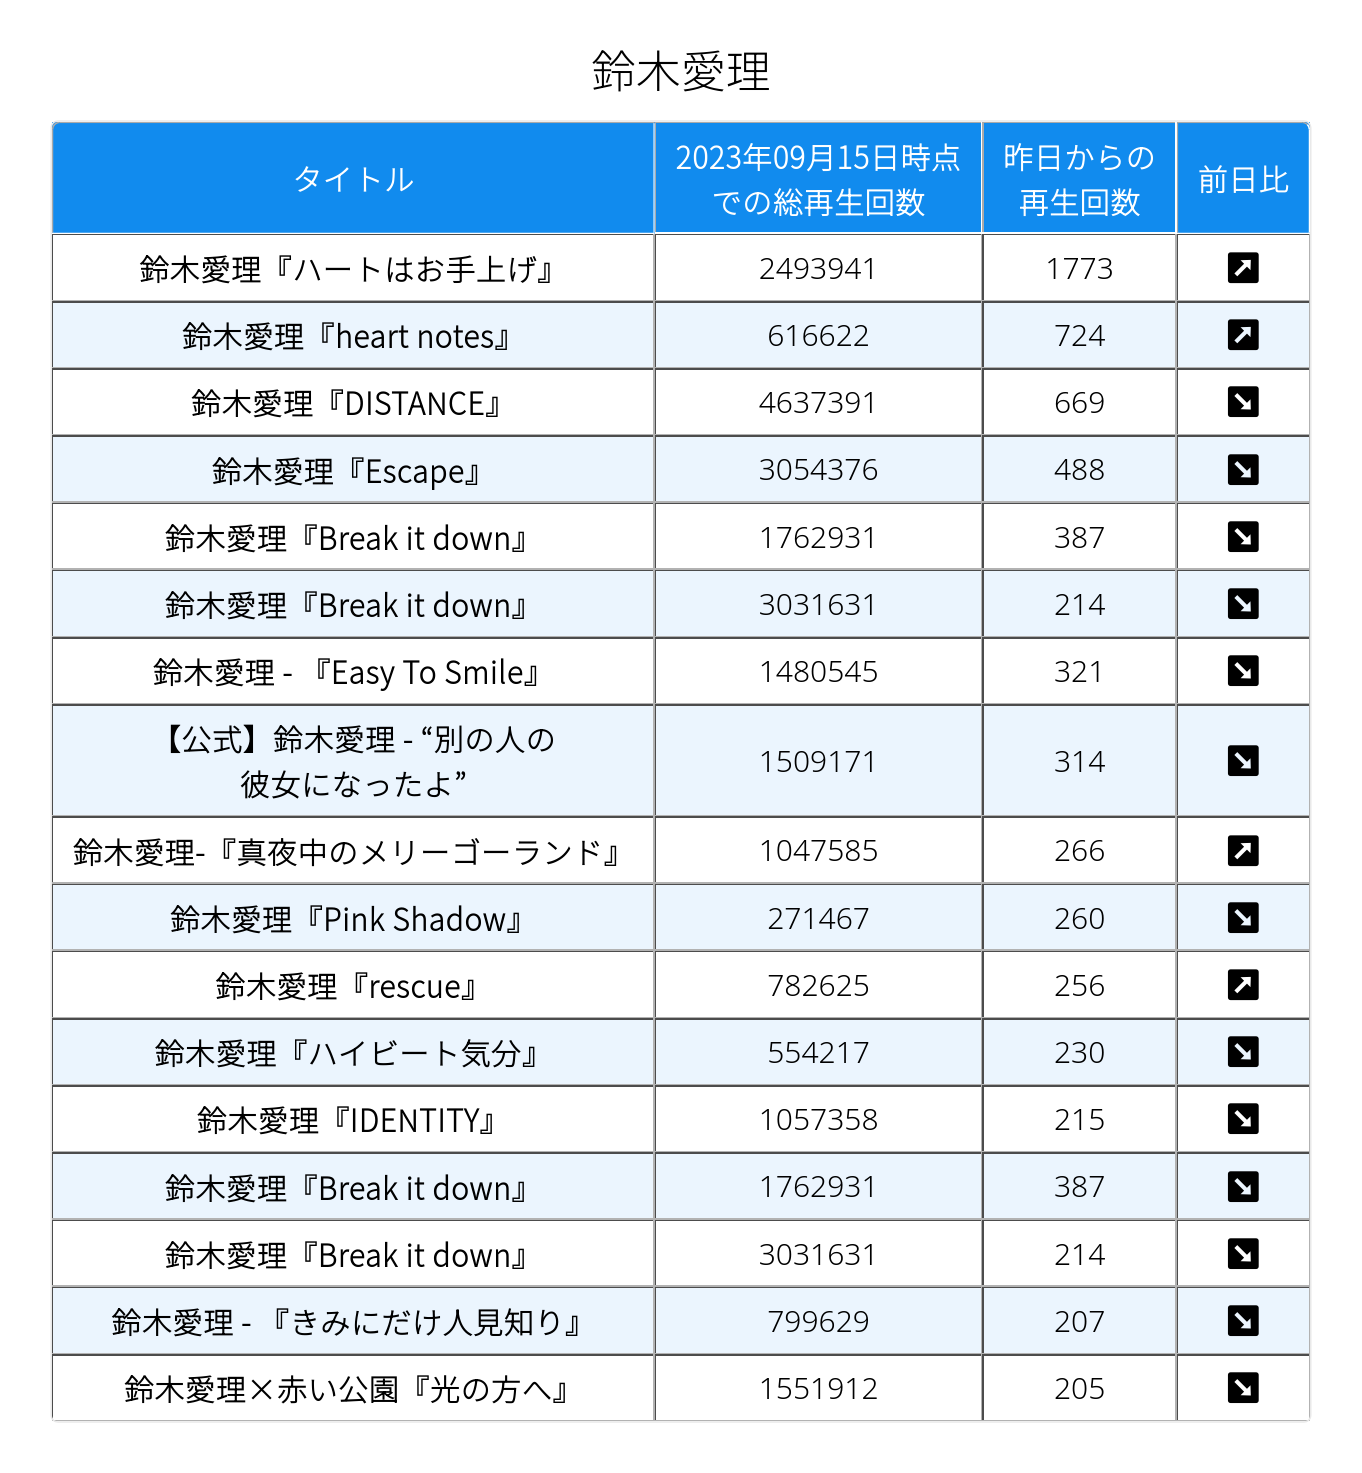 鈴木愛理
タイトル
2023年09月15日時点
での総再生回数
昨日からの
再生回数
前日比
鈴木愛理『ハートはお手上げ』 2493941 1773 ↗
鈴木愛理『heart notes』 616622 724 ↗
鈴木愛理『DISTANCE』 4637391 669 ↘
鈴木愛理『Escape』 3054376 488 ↘
鈴木愛理『Break it down』 1762931 387 ↘
鈴木愛理『Break it down』 3031631 214 ↘
鈴木愛理 - 『Easy To Smile』 1480545 321 ↘
【公式】鈴木愛理 - “別の人の
彼女になったよ” 1509171 314 ↘
鈴木愛理-『真夜中のメリーゴーランド』 1047585 266 ↗
鈴木愛理『Pink Shadow』 271467 260 ↘
鈴木愛理『rescue』 782625 256 ↗
鈴木愛理『ハイビート気分』 554217 230 ↘
鈴木愛理『IDENTITY』 1057358 215 ↘
鈴木愛理『Break it down』 1762931 387 ↘
鈴木愛理『Break it down』 3031631 214 ↘
鈴木愛理 - 『きみにだけ人見知り』 799629 207 ↘
鈴木愛理×赤い公園『光の方へ』 1551912 205 ↘